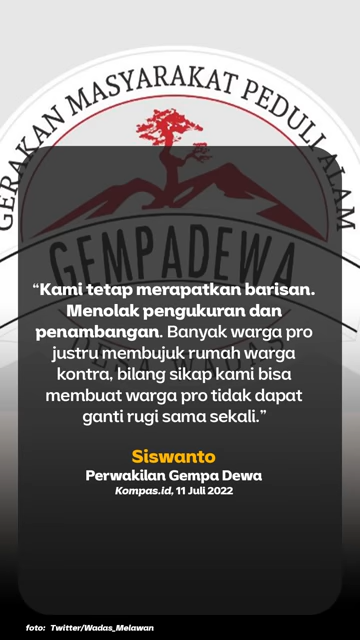 GERAKAN MASYARAKAT PEDULI ALAM
GEMPADEWA
DESA WADAS
“Kami tetap merapatkan barisan.
Menolak pengukuran dan
penambangan. Banyak warga pro
justru membujuk rumah warga
kontra, bilang sikap kami bisa
membuat warga pro tidak dapat
ganti rugi sama sekali.”
Siswanto
Perwakilan Gempa Dewa
Kompas.id, 11 Juli 2022
foto: Twitter/Wadas_Melawan